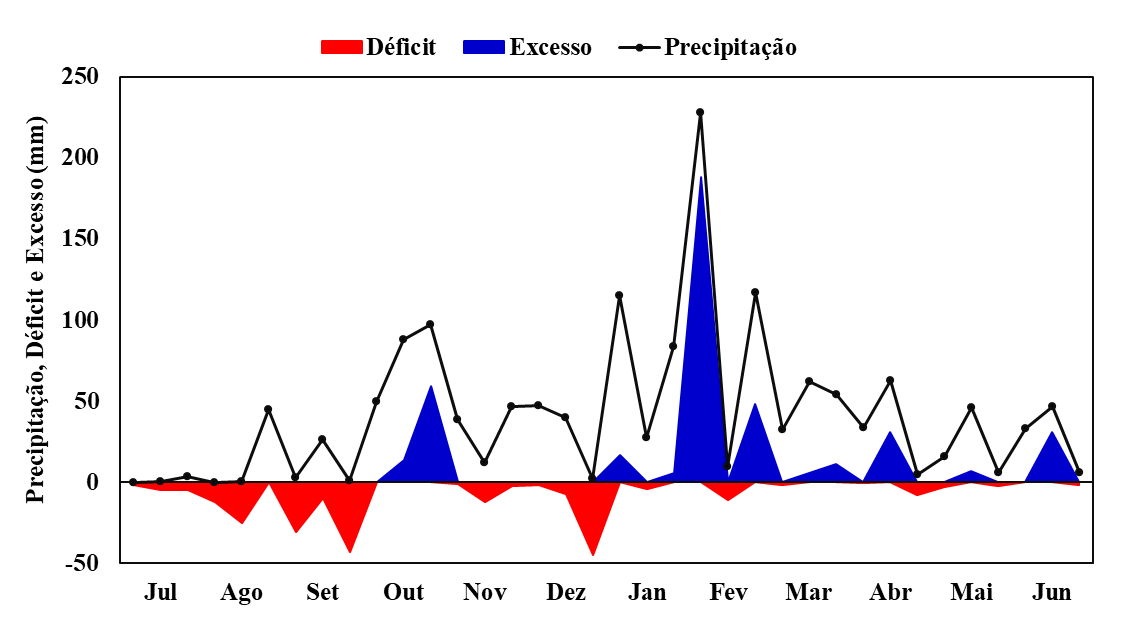 Déficit Excesso Precipitação
Precipitação, Déficit e Excesso (mm)
250
200
150
100
50
0
-50
Jul Ago Set Out Nov Dez Jan Fev Mar Abr Mai Jun